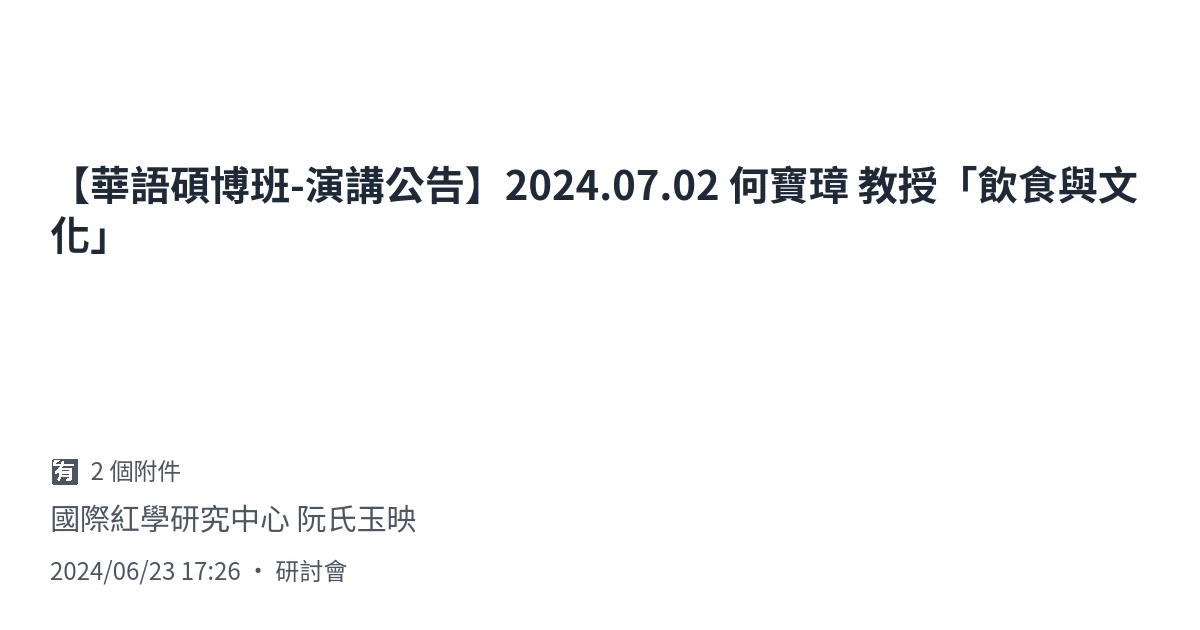 【華語碩博班-演講公告】2024.07.02 何寶璋 教授「飲食與文
化」
🈶 2 個附件
國際紅學研究中心 阮氏玉映
2024/06/23 17:26 ・ 研討會